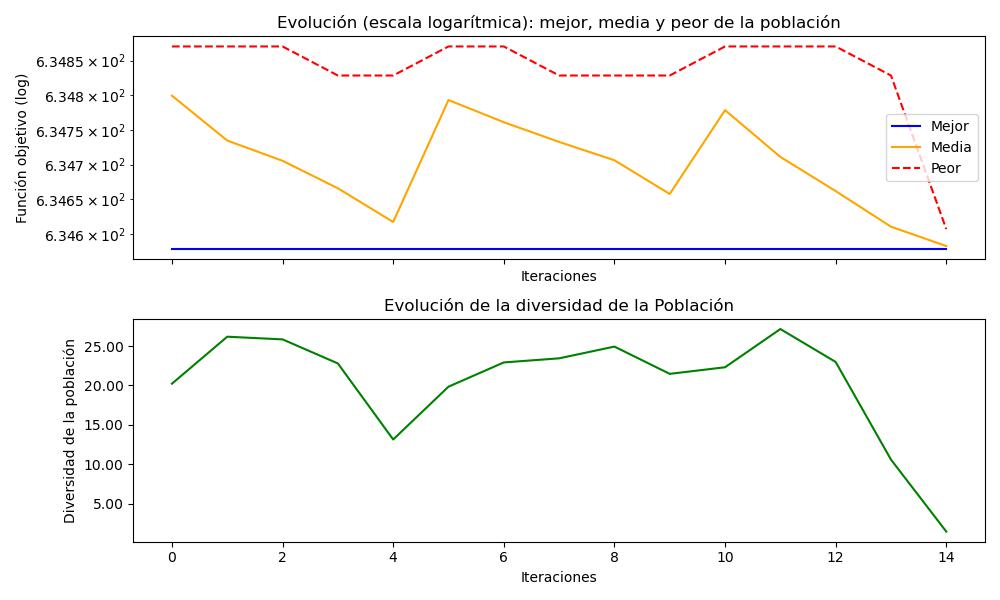 Evolución (escala logarítmica): mejor, media y peor de la población
Función objetivo (log)
6.3485 × 10²
6.348 × 10²
6.3475 × 10²
6.347 × 10²
6.3465 × 10²
6.346 × 10²
Mejor
Media
Peor
Iteraciones
Evolución de la diversidad de la Población
Diversidad de la población
25.00
20.00
15.00
10.00
5.00
0 2 4 6 8 10 12 14
Iteraciones